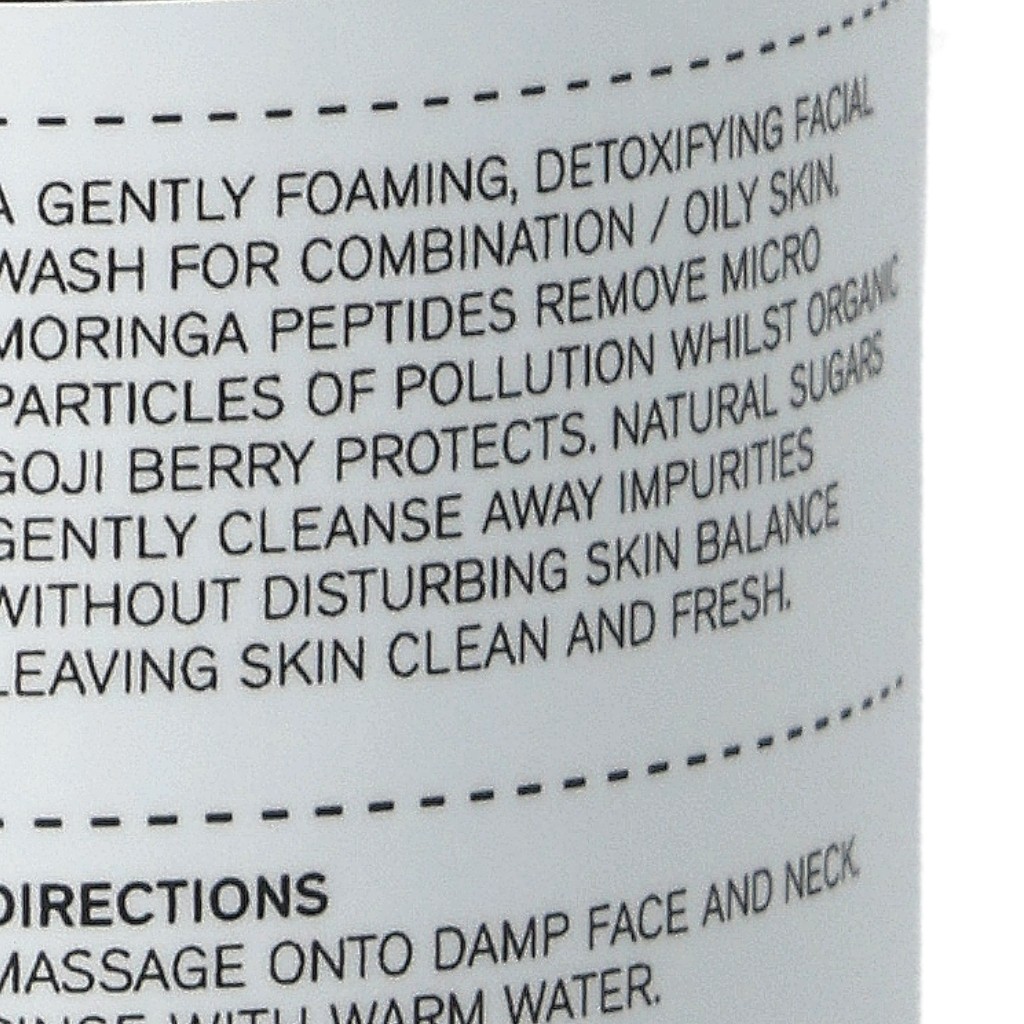 A GENTLY FOAMING, DETOXIFYING FACIAL
WASH FOR COMBINATION / OILY SKIN.
MORINGA PEPTIDES REMOVE MICRO
PARTICLES OF POLLUTION WHILST ORGANIC
GOJI BERRY PROTECTS. NATURAL SUGARS
GENTLY CLEANSE AWAY IMPURITIES
WITHOUT DISTURBING SKIN BALANCE
LEAVING SKIN CLEAN AND FRESH.
DIRECTIONS
MASSAGE ONTO DAMP FACE AND NECK.
RINSE WITH WARM WATER.